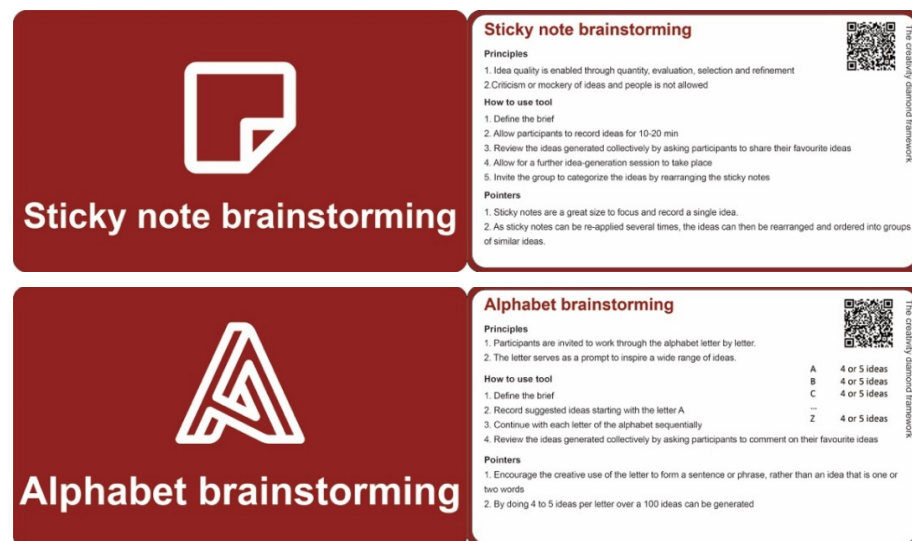 Sticky note brainstorming
Sticky note brainstorming
Principles
1. Idea quality is enabled through quantity, evaluation, selection and refinement
2.Criticism or mockery of ideas and people is not allowed
How to use tool
1. Define the brief
2. Allow participants to record ideas for 10-20 min
3. Review the ideas generated collectively by asking participants to share their favourite ideas
4. Allow for a further idea-generation session to take place
5. Invite the group to categorize the ideas by rearranging the sticky notes
Pointers
1. Sticky notes are a great size to focus and record a single idea.
2. As sticky notes can be re-applied several times, the ideas can then be rearranged and ordered into groups
of similar ideas.
The creativity diamond framework
Alphabet brainstorming
Alphabet brainstorming
Principles
1. Participants are invited to work through the alphabet letter by letter.
2. The letter serves as a prompt to inspire a wide range of ideas.
How to use tool
1. Define the brief
2. Record suggested ideas starting with the letter A
3. Continue with each letter of the alphabet sequentially
4. Review the ideas generated collectively by asking participants to comment on their favourite ideas
A 4 or 5 ideas
B 4 or 5 ideas
C 4 or 5 ideas
...
Z 4 or 5 ideas
Pointers
1. Encourage the creative use of the letter to form a sentence or phrase, rather than an idea that is one or
two words
2. By doing 4 to 5 ideas per letter over a 100 ideas can be generated
The creativity diamond framework